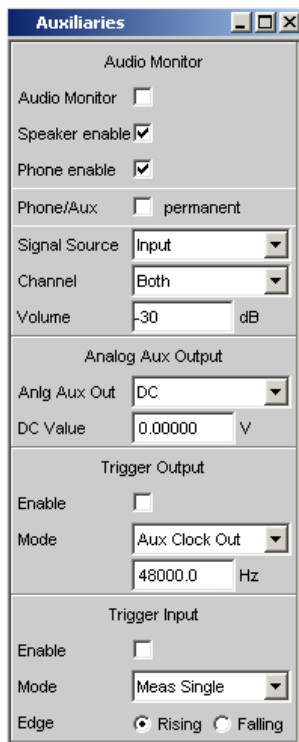 Auxiliaries
Audio Monitor
Audio Monitor
Speaker enable
Phone enable
Phone/Aux permanent
Signal Source Input
Channel Both
Volume -30 dB
Analog Aux Output
Anlg Aux Out DC
DC Value 0.00000 V
Trigger Output
Enable
Mode Aux Clock Out
48000.0 Hz
Trigger Input
Enable
Mode Meas Single
Edge Rising Falling